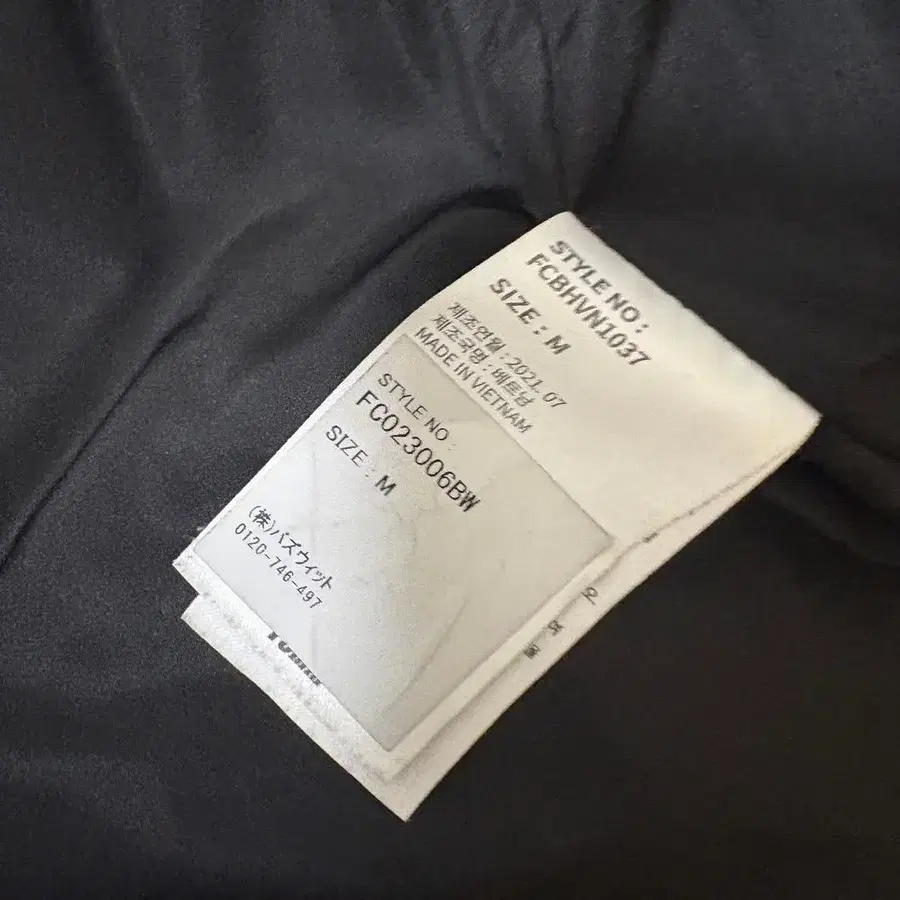 STYLE NO :
FCBHVN1037
SIZE : M
제조연월 : 2021. 07
제조국명 : 베트남
MADE IN VIETNAM
STYLE NO :
FCO23006BW
SIZE : M
(株)バズウィット
0120-746-497